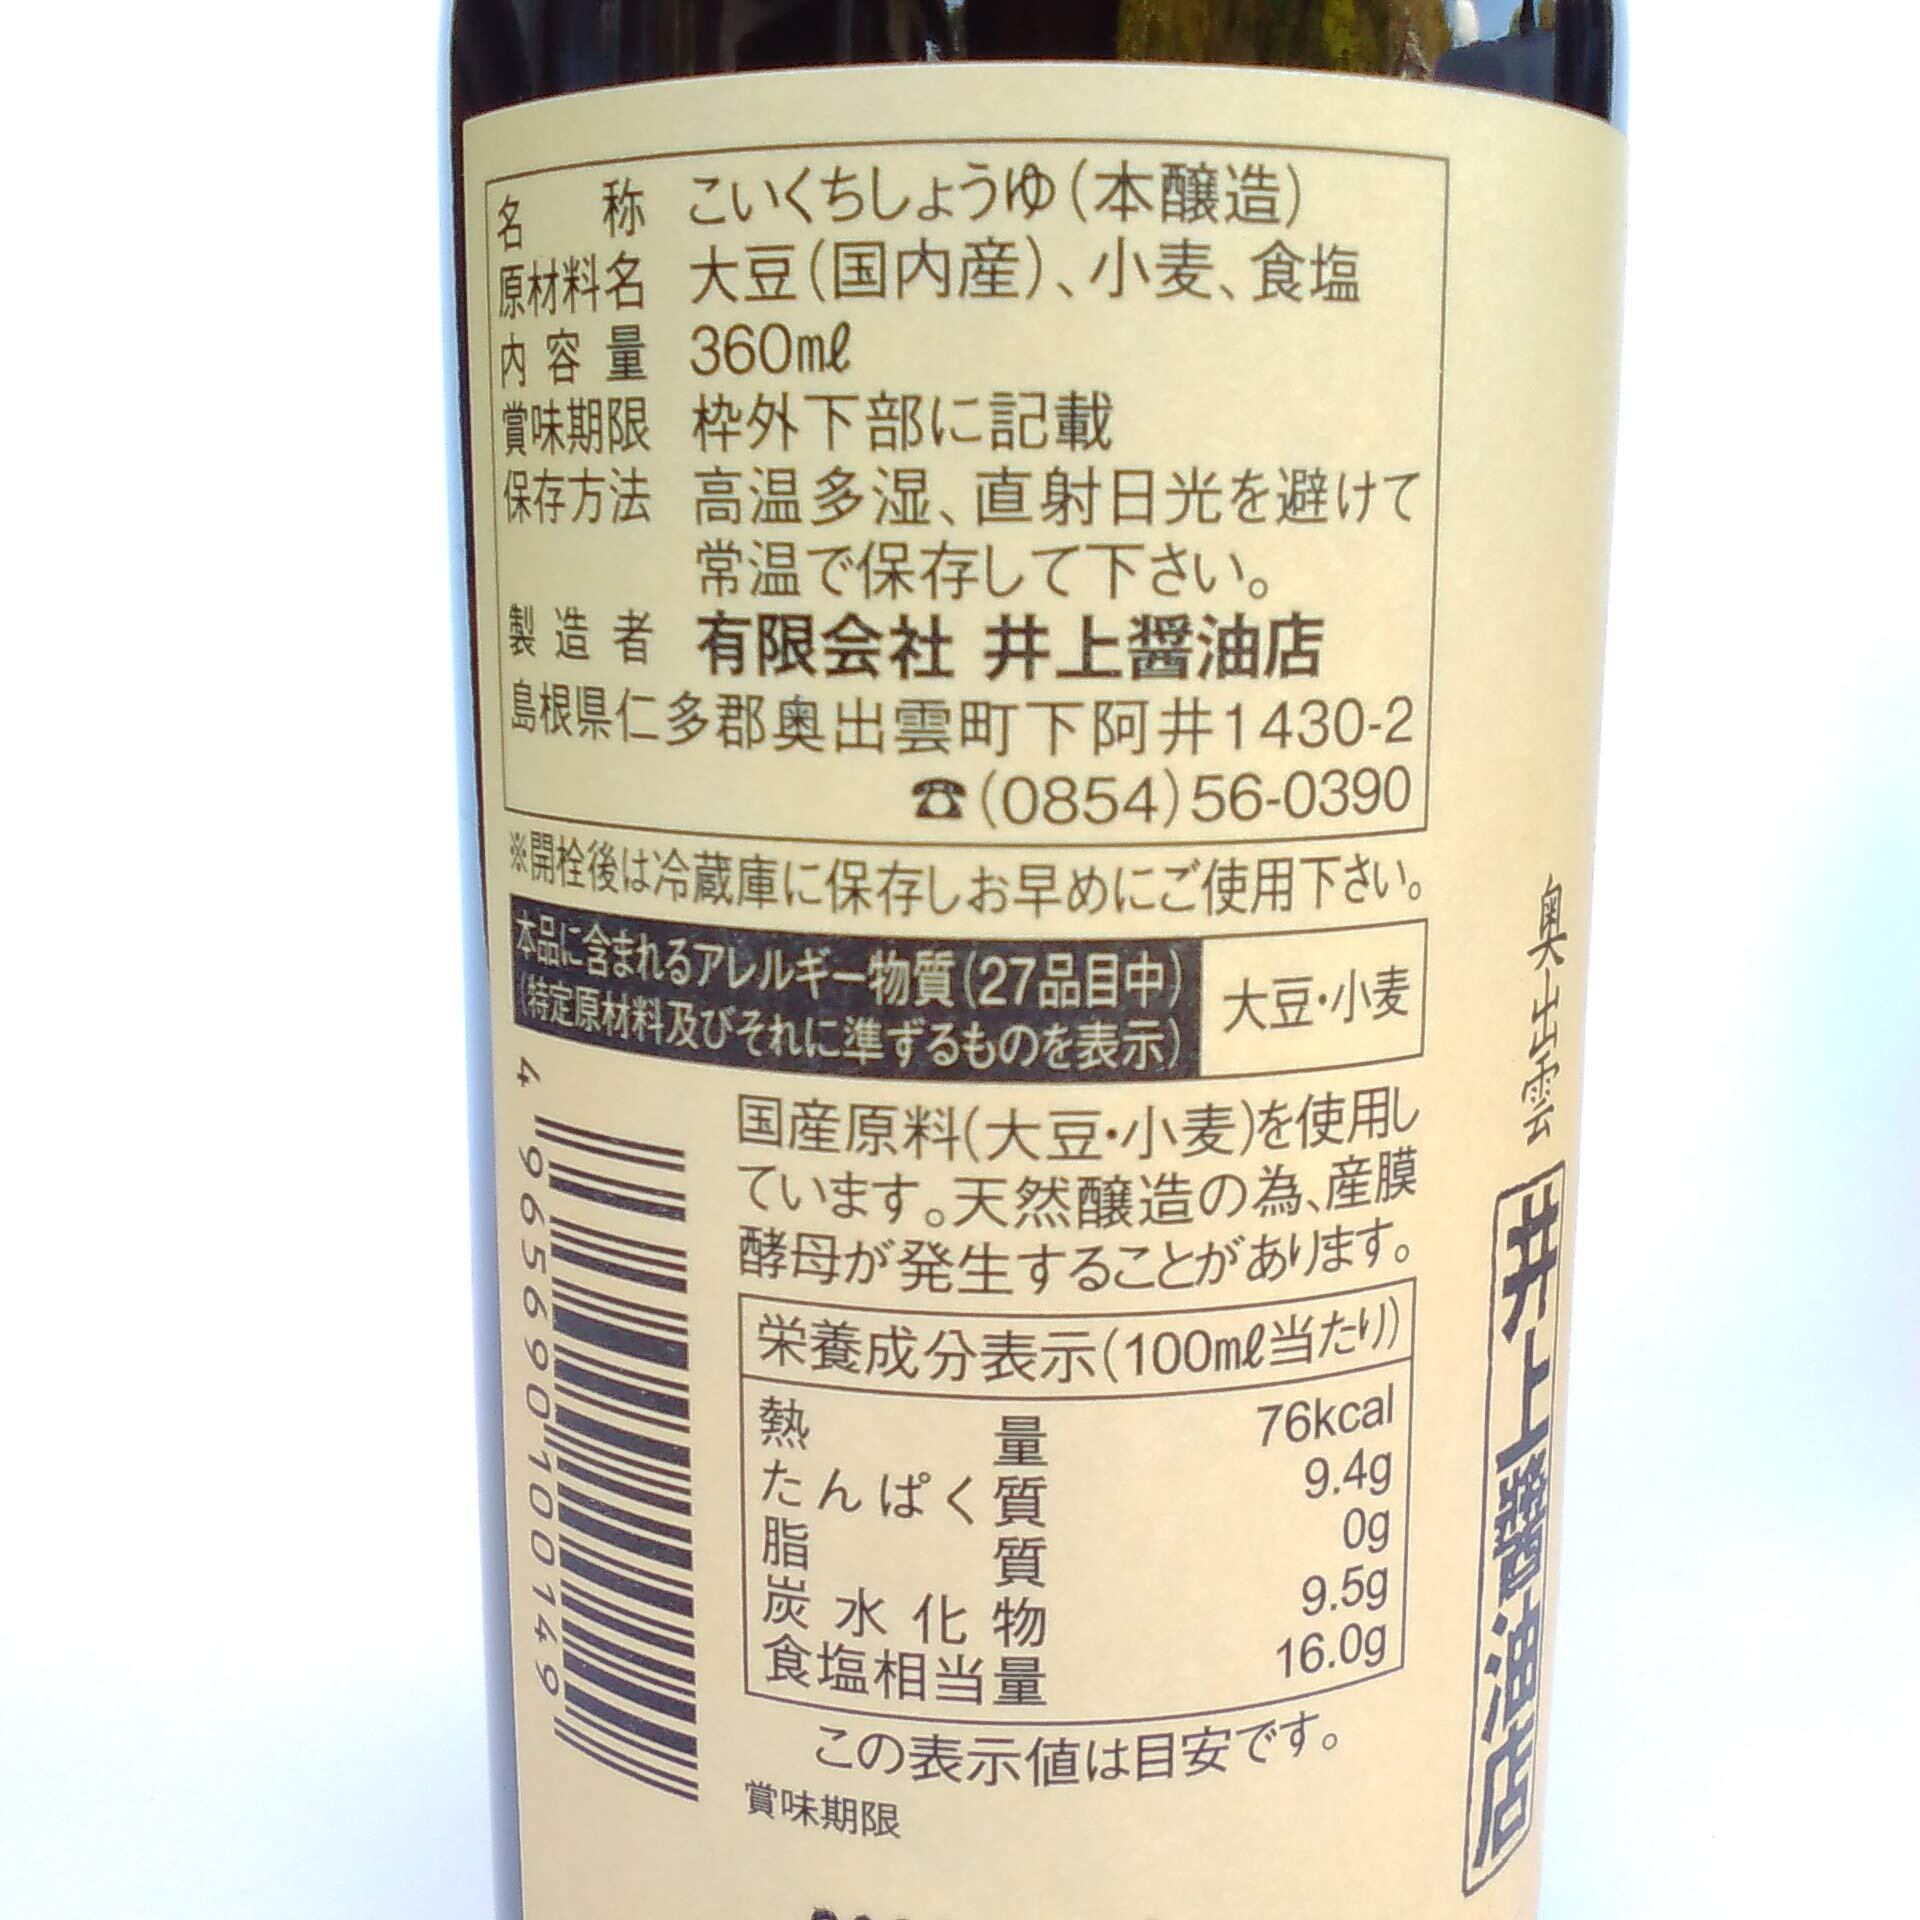 名称 こいくちしょうゆ(本醸造)
原材料名 大豆(国内産)、小麦、食塩
内容量 360mℓ
賞味期限 枠外下部に記載
保存方法 高温多湿、直射日光を避けて
常温で保存して下さい。
製造者 有限会社 井上醤油店
島根県仁多郡奥出雲町下阿井1430-2
☎(0854)56-0390
※開栓後は冷蔵庫に保存しお早めにご使用下さい。
本品に含まれるアレルギー物質(27品目中)
(特定原材料及びそれに準ずるものを表示)
大豆・小麦
国産原料(大豆・小麦)を使用し
ています。天然醸造の為、産膜
酵母が発生することがあります。
栄養成分表示(100mℓ当たり)
熱量 76kcal
たんぱく質 9.4g
脂質 0g
炭水化物 9.5g
食塩相当量 16.0g
この表示値は目安です。
賞味期限
4 965690 100149
奥出雲
井上醬油店